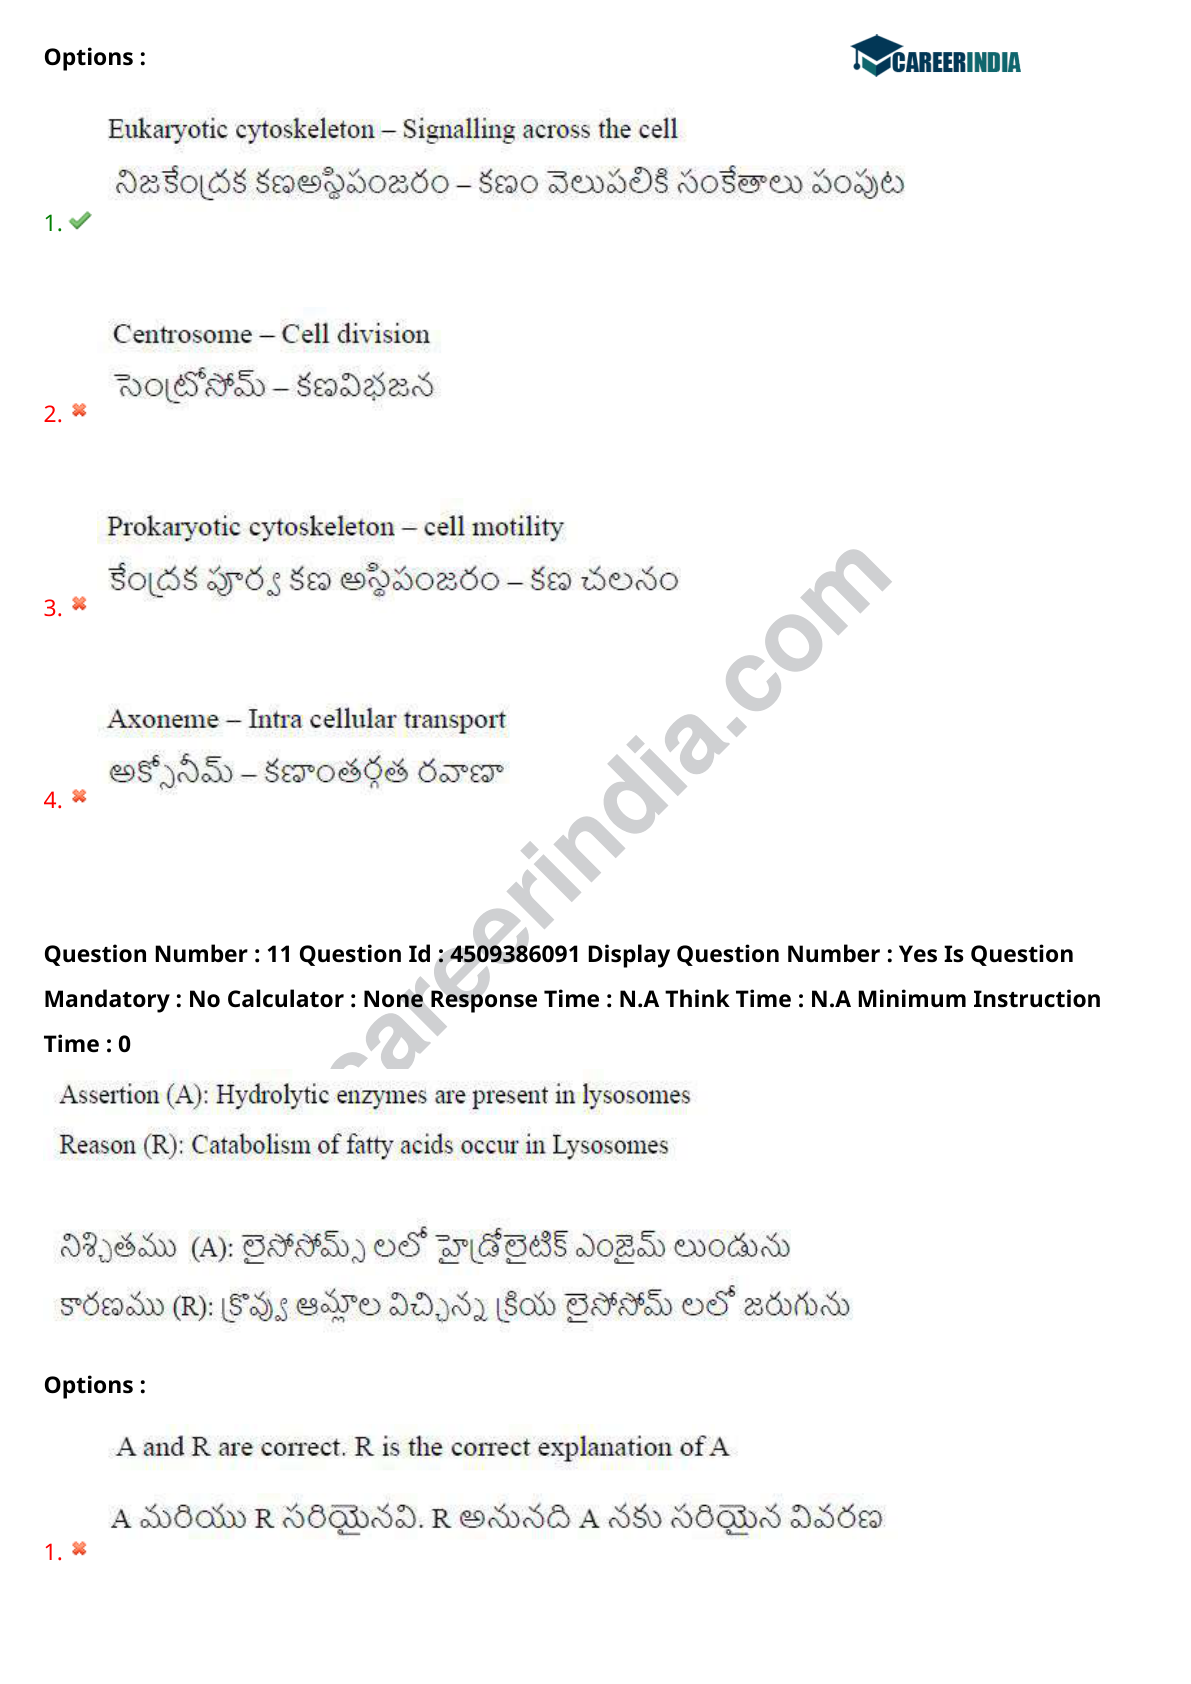 Options :
CAREERINDIA
Eukaryotic cytoskeleton – Signalling across the cell
నిజకేంద్రక కణఅస్థిపంజరం – కణం వెలుపలికి సంకేతాలు పంపుట
1.
Centrosome – Cell division
సెంట్రోసోమ్ – కణవిభజన
2.
Prokaryotic cytoskeleton – cell motility
కేంద్రక పూర్వ కణ అస్థిపంజరం – కణ చలనం
3.
Axoneme – Intra cellular transport
అక్సోనీమ్ – కణాంతర్గత రవాణా
4.
careerindia.com
Question Number : 11 Question Id : 4509386091 Display Question Number : Yes Is Question
Mandatory : No Calculator : None Response Time : N.A Think Time : N.A Minimum Instruction
Time : 0
Assertion (A): Hydrolytic enzymes are present in lysosomes
Reason (R): Catabolism of fatty acids occur in Lysosomes
నిశ్చితము (A): లైసోసోమ్స్ లలో హైడ్రోలైటిక్ ఎంజైమ్ లుండును
కారణము (R): క్రొవ్వు ఆమ్లాల విచ్ఛిన్న క్రియ లైసోసోమ్ లలో జరుగును
Options :
A and R are correct. R is the correct explanation of A
A మరియు R సరియైనవి. R అనునది A నకు సరియైన వివరణ
1.